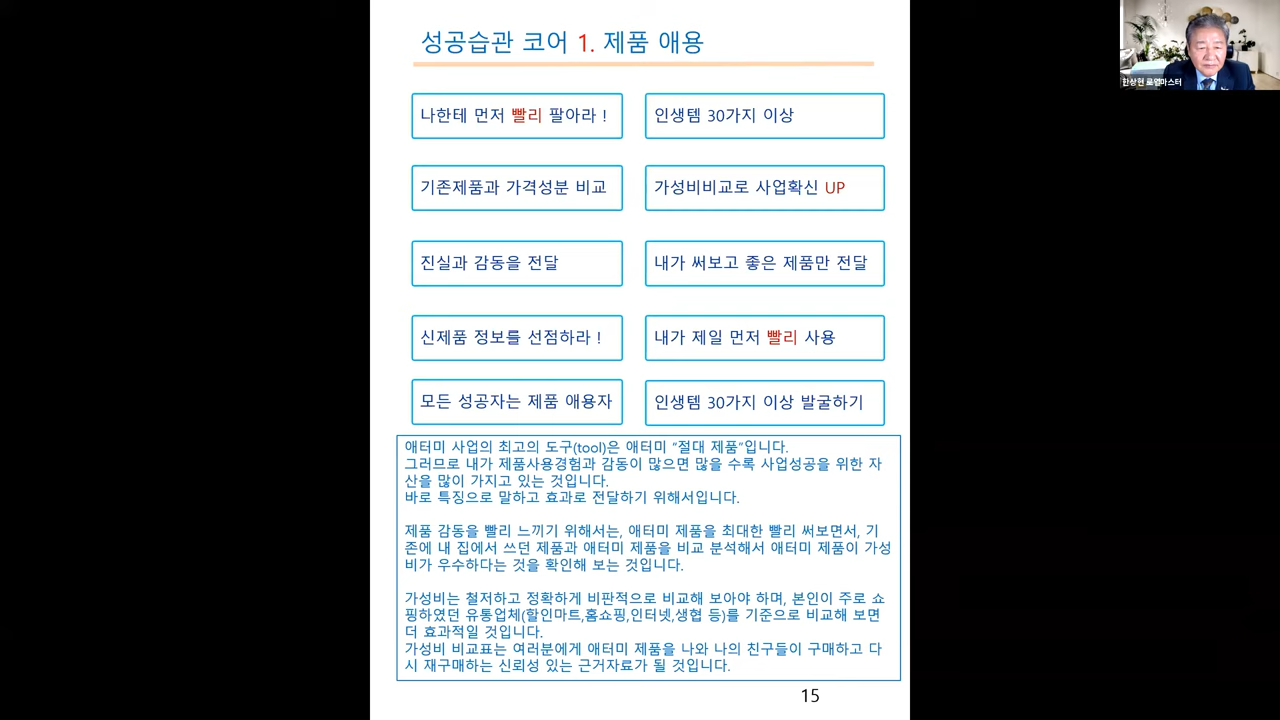 성공습관 코어 1. 제품 애용
한상현 로열마스터
나한테 먼저 빨리 팔아라 !
인생템 30가지 이상
기존제품과 가격성분 비교
가성비비교로 사업확신 UP
진실과 감동을 전달
내가 써보고 좋은 제품만 전달
신제품 정보를 선점하라 !
내가 제일 먼저 빨리 사용
모든 성공자는 제품 애용자
인생템 30가지 이상 발굴하기
애터미 사업의 최고의 도구(tool)은 애터미 “절대 제품”입니다.
그러므로 내가 제품사용경험과 감동이 많으면 많을 수록 사업성공을 위한 자
산을 많이 가지고 있는 것입니다.
바로 특징으로 말하고 효과로 전달하기 위해서입니다.
제품 감동을 빨리 느끼기 위해서는, 애터미 제품을 최대한 빨리 써보면서, 기
존에 내 집에서 쓰던 제품과 애터미 제품을 비교 분석해서 애터미 제품이 가성
비가 우수하다는 것을 확인해 보는 것입니다.
가성비는 철저하고 정확하게 비판적으로 비교해 보아야 하며, 본인이 주로 쇼
핑하였던 유통업체(할인마트,홈쇼핑,인터넷,생협 등)를 기준으로 비교해 보면
더 효과적일 것입니다.
가성비 비교표는 여러분에게 애터미 제품을 나와 나의 친구들이 구매하고 다
시 재구매하는 신뢰성 있는 근거자료가 될 것입니다.
15